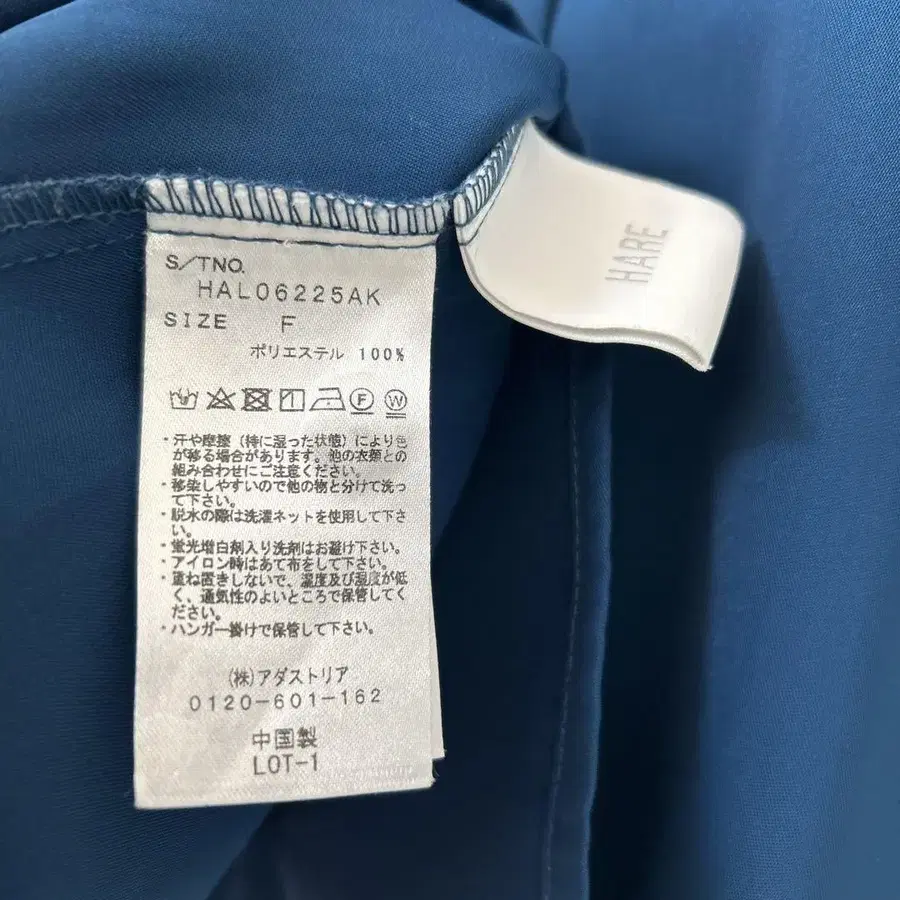 S/TNO.
HAL06225AK
SIZE F
ポリエステル 100%
F W
・汗や摩擦(特に湿った状態)により色
が移る場合があります。他の衣類との
組み合わせにご注意ください。
・移染しやすいので他の物と分けて洗っ
て下さい。
・脱水の際は洗濯ネットを使用して下さ
い。
・蛍光増白剤入り洗剤はお避け下さい。
・アイロン時はあて布をして下さい。
・重ね置きしないで、温度及び湿度が低
く、通気性のよいところで保管してく
ださい。
・ハンガー掛けで保管して下さい。
(株)アダストリア
0120-601-162
中国製
LOT-1
HARE